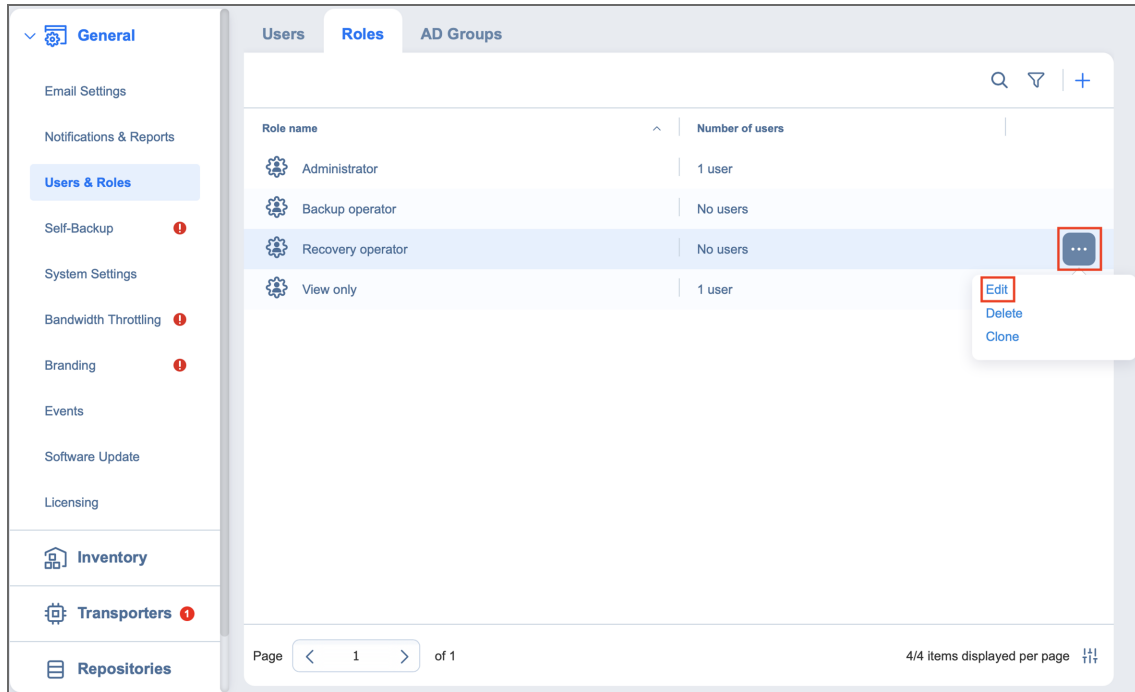 General
Email Settings
Notifications & Reports
Users & Roles
Self-Backup
System Settings
Bandwidth Throttling
Branding
Events
Software Update
Licensing
Inventory
Transporters 1
Repositories
Users Roles AD Groups
Role name Number of users
Administrator 1 user
Backup operator No users
Recovery operator No users
View only 1 user
Edit
Delete
Clone
Page 1 of 1
4/4 items displayed per page